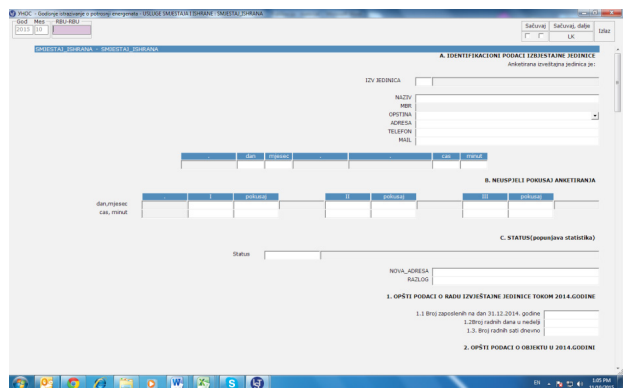 УНОС - Godisnje istrazivanje o potrosnji energenata - USLUGE SMJESTAJA I ISHRANE : SMJESTAJ_ISHRANA
God Mes RBU-RBU
2015 10
Sačuvaj Sačuvaj, dalje Izlaz
LK
SMJESTAJ_ISHRANA - SMJESTAJ_ISHRANA
A. IDENTIFIKACIONI PODACI IZBJEŠTAJNE JEDINICE
Anketirana izveštajna jedinica je:
IZV JEDINICA
NAZIV
MBR
OPSTINA
ADRESA
TELEFON
MAIL
. dan mjesec . . cas minut
B. NEUSPJELI POKUSAJ ANKETIRANJA
. I pokusaj II pokusaj III pokusaj
dan,mjesec
cas, minut
C. STATUS(popunjava statistika)
Status
NOVA_ADRESA
RAZLOG
1. OPŠTI PODACI O RADU IZVJEŠTAJNE JEDINICE TOKOM 2014.GODINE
1.1 Broj zaposlenih na dan 31.12.2014. godine
1.2Broj radnih dana u nedelji
1.3. Broj radnih sati dnevno
2. OPŠTI PODACI O OBJEKTU U 2014.GODINI
EN
1:05 PM